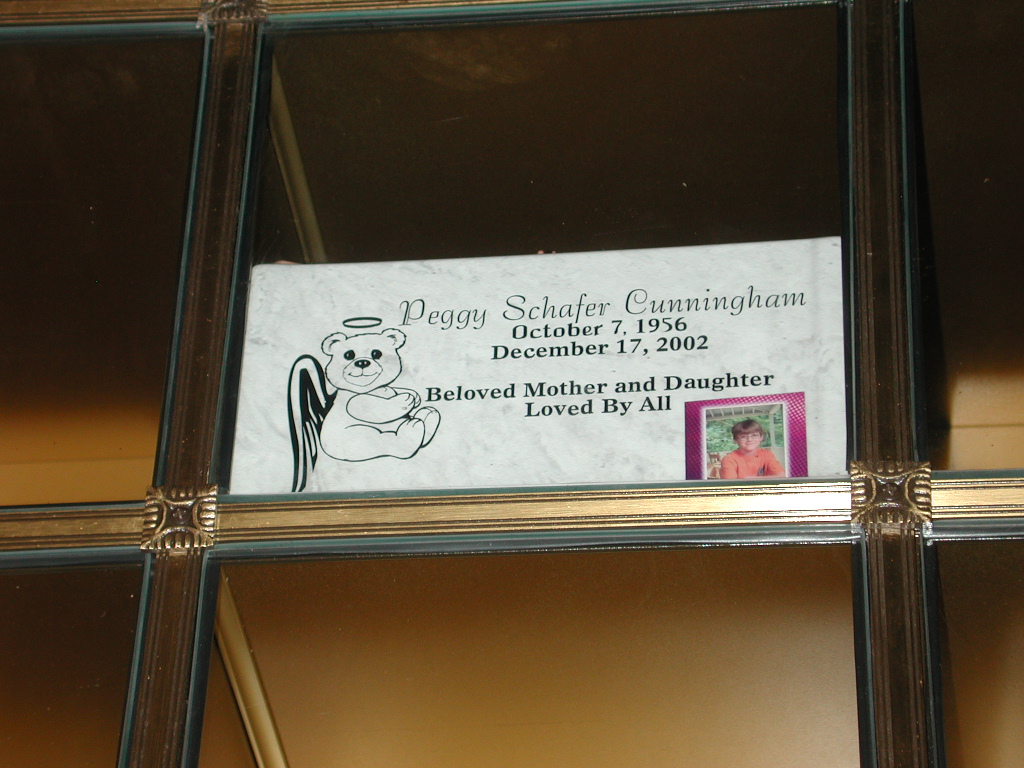 Peggy Schafer Cunningham
October 7, 1956
December 17, 2002
Beloved Mother and Daughter
Loved By All